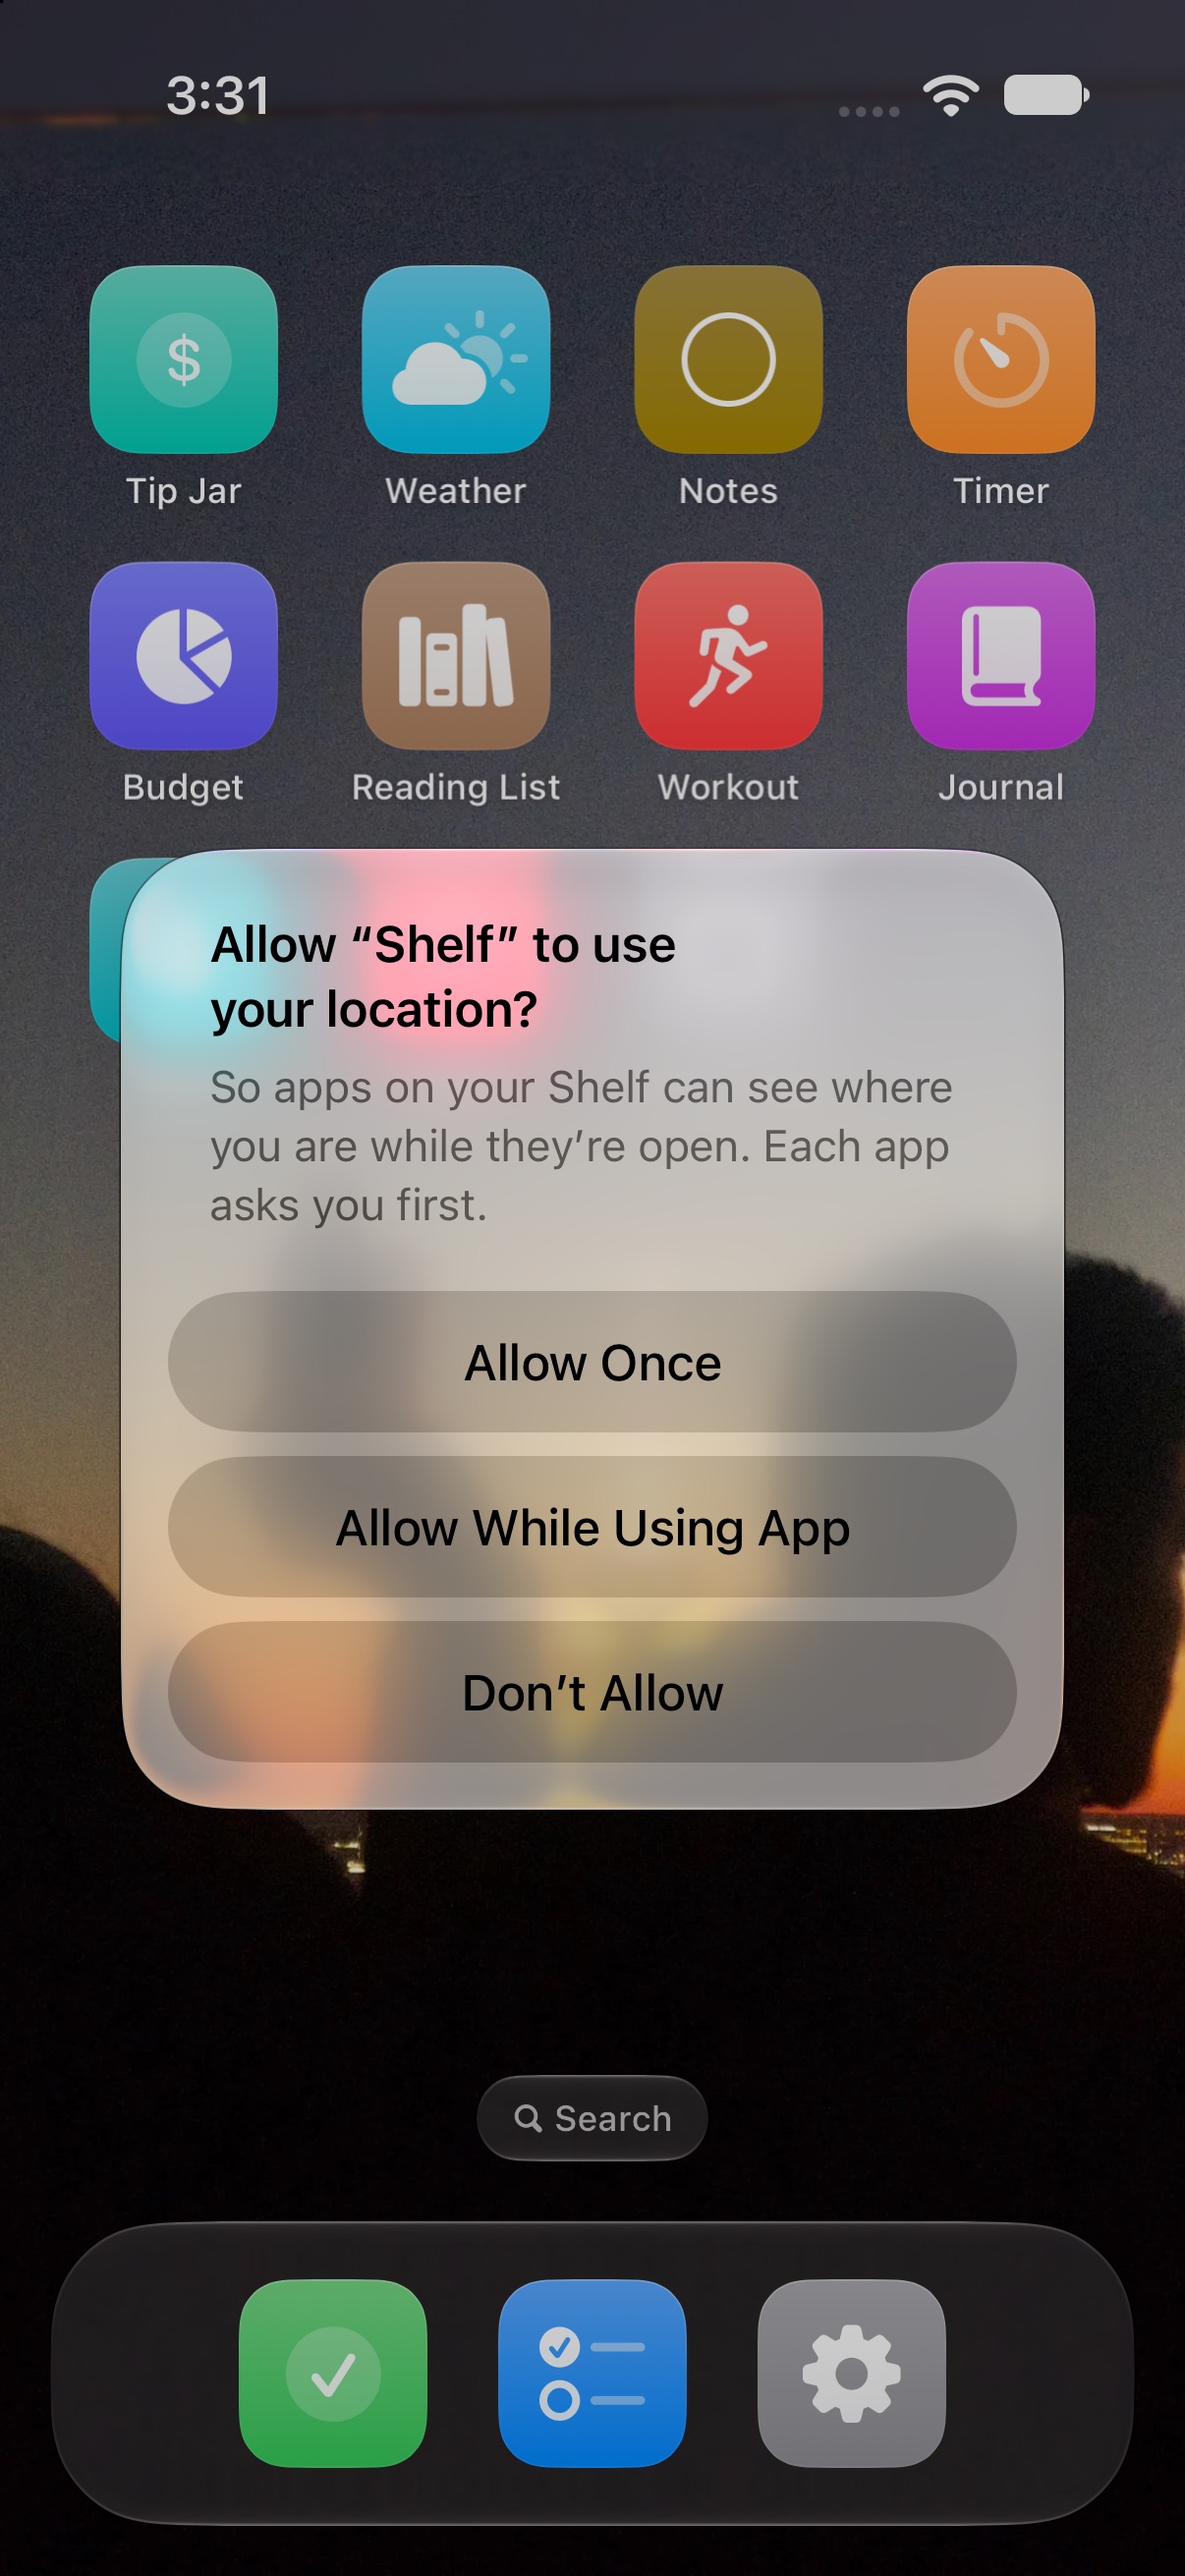 3:31
$
Tip Jar
Weather
Notes
Timer
Budget
Reading List
Workout
Journal
Allow “Shelf” to use
your location?
So apps on your Shelf can see where
you are while they’re open. Each app
asks you first.
Allow Once
Allow While Using App
Don’t Allow
Search